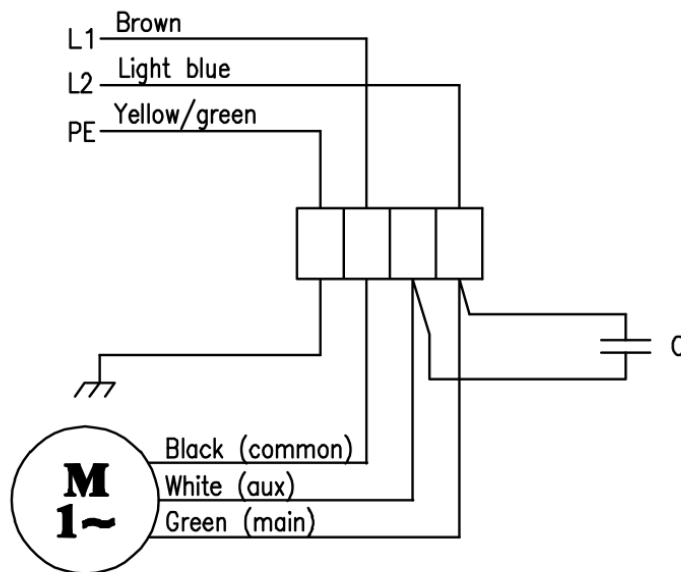 L1 Brown
L2 Light blue
PE Yellow/green
C
Black (common)
M
1~
White (aux)
Green (main)